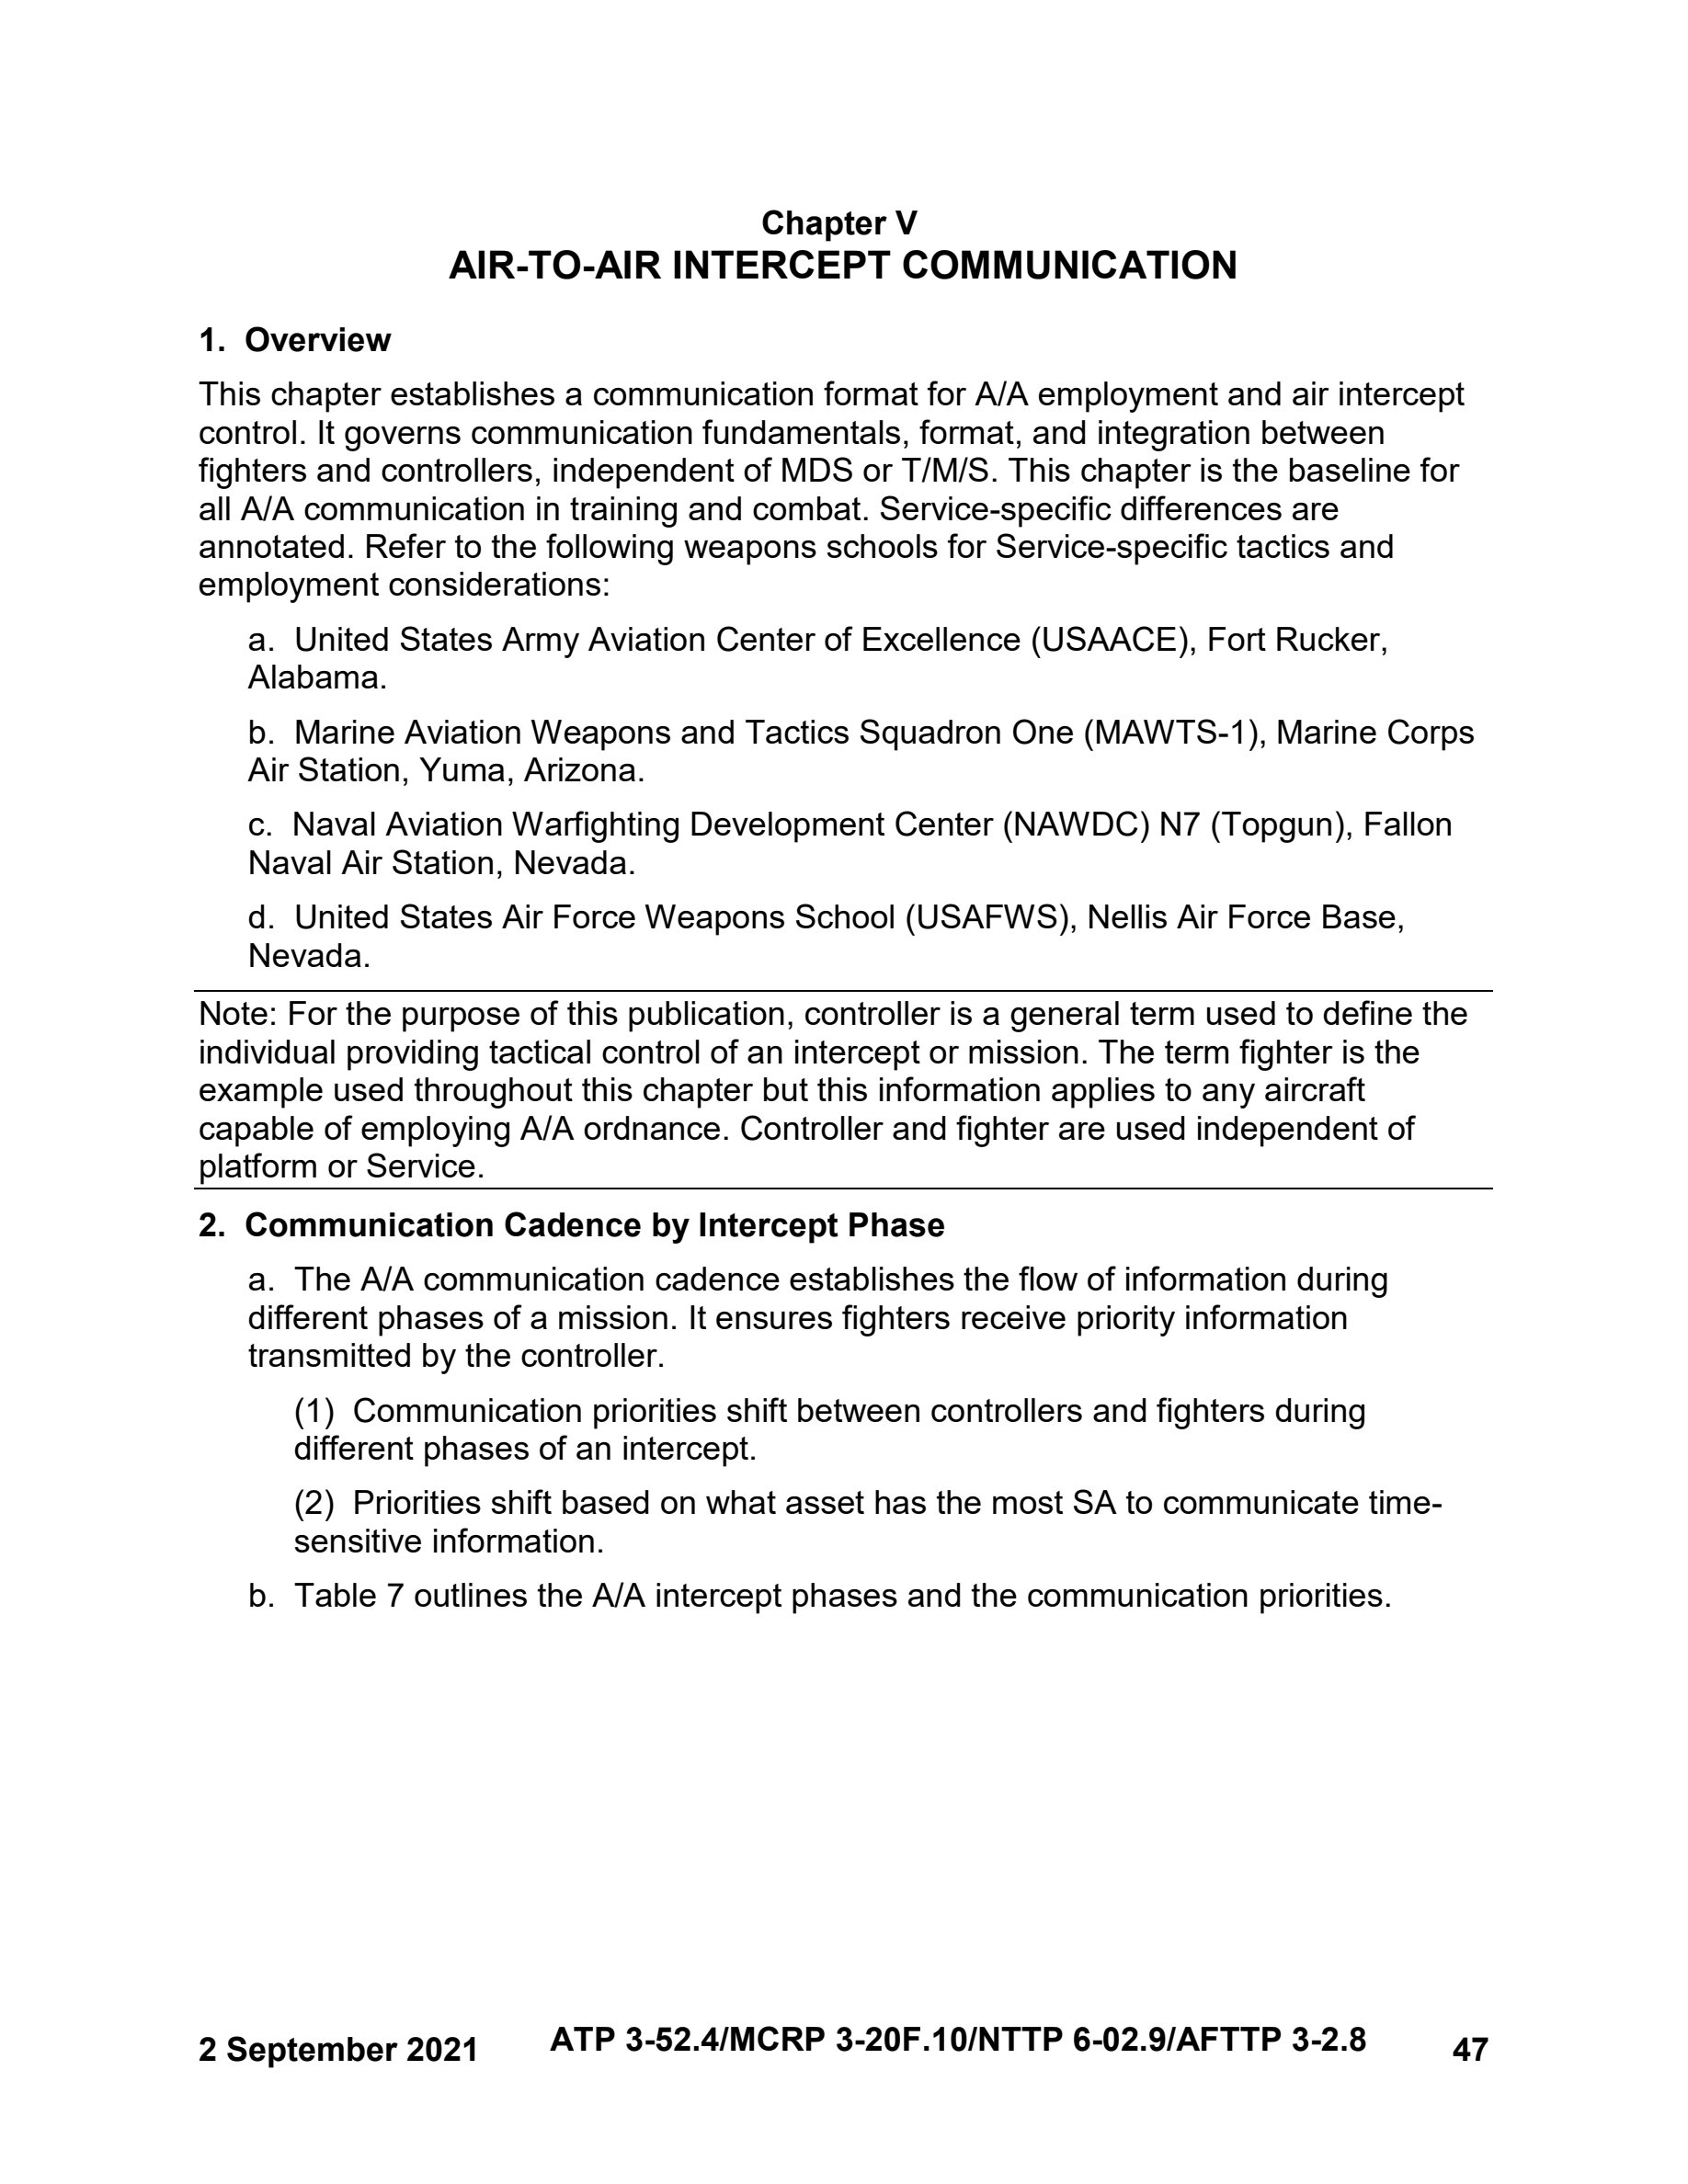 Chapter V
AIR-TO-AIR INTERCEPT COMMUNICATION
1. Overview
This chapter establishes a communication format for A/A employment and air intercept
control. It governs communication fundamentals, format, and integration between
fighters and controllers, independent of MDS or T/M/S. This chapter is the baseline for
all A/A communication in training and combat. Service-specific differences are
annotated. Refer to the following weapons schools for Service-specific tactics and
employment considerations:
a. United States Army Aviation Center of Excellence (USAACE), Fort Rucker,
Alabama.
b. Marine Aviation Weapons and Tactics Squadron One (MAWTS-1), Marine Corps
Air Station, Yuma, Arizona.
c. Naval Aviation Warfighting Development Center (NAWDC) N7 (Topgun), Fallon
Naval Air Station, Nevada.
d. United States Air Force Weapons School (USAFWS), Nellis Air Force Base,
Nevada.
Note: For the purpose of this publication, controller is a general term used to define the
individual providing tactical control of an intercept or mission. The term fighter is the
example used throughout this chapter but this information applies to any aircraft
capable of employing A/A ordnance. Controller and fighter are used independent of
platform or Service.
2. Communication Cadence by Intercept Phase
a. The A/A communication cadence establishes the flow of information during
different phases of a mission. It ensures fighters receive priority information
transmitted by the controller.
(1) Communication priorities shift between controllers and fighters during
different phases of an intercept.
(2) Priorities shift based on what asset has the most SA to communicate time-
sensitive information.
b. Table 7 outlines the A/A intercept phases and the communication priorities.
2 September 2021 ATP 3-52.4/MCRP 3-20F.10/NTTP 6-02.9/AFTTP 3-2.8 47